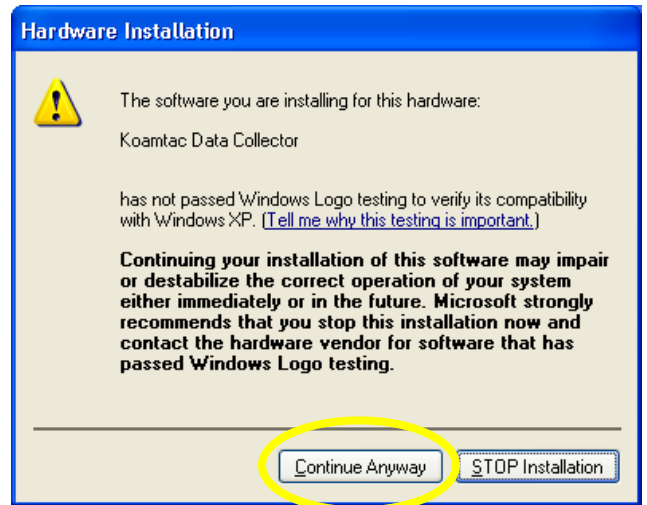 Hardware Installation
The software you are installing for this hardware:
Koamtac Data Collector
has not passed Windows Logo testing to verify its compatibility
with Windows XP. (Tell me why this testing is important.)
Continuing your installation of this software may impair
or destabilize the correct operation of your system
either immediately or in the future. Microsoft strongly
recommends that you stop this installation now and
contact the hardware vendor for software that has
passed Windows Logo testing.
Continue Anyway STOP Installation